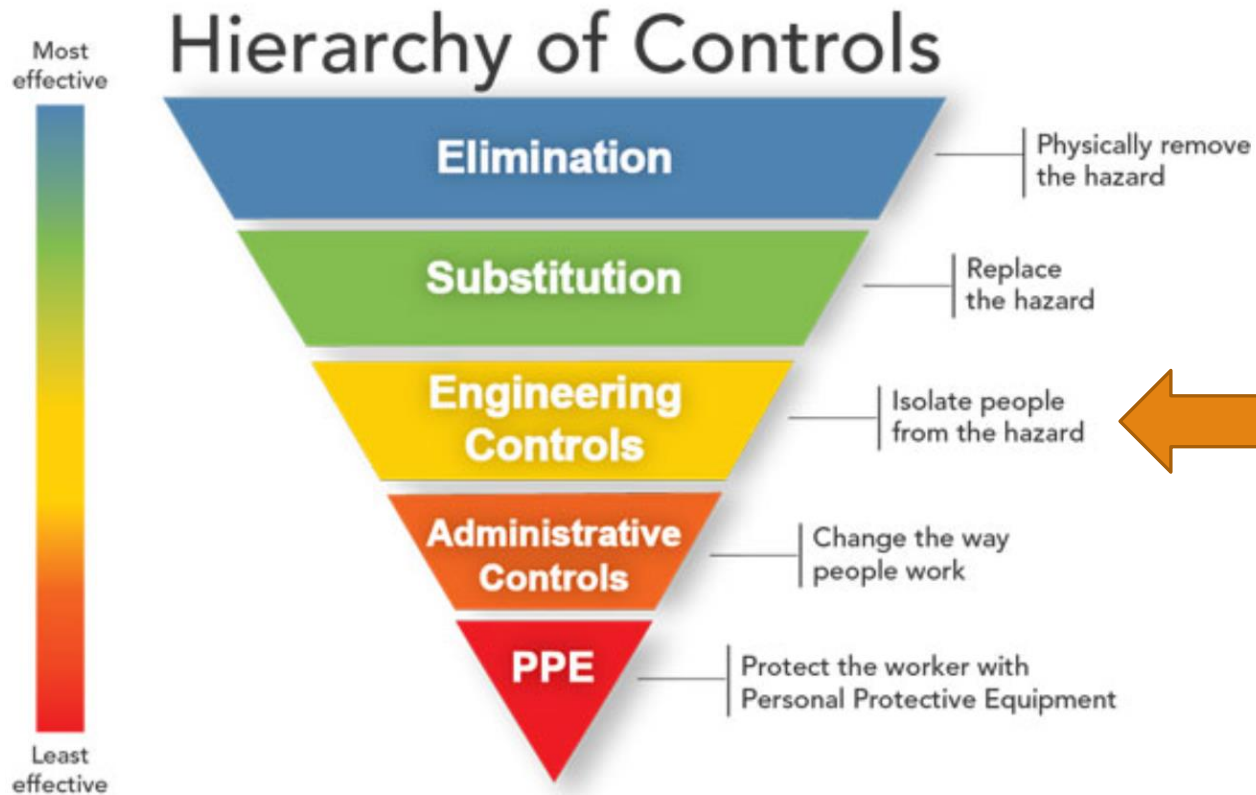 Hierarchy of Controls
Most
effective
Elimination
Physically remove
the hazard
Substitution
Replace
the hazard
Engineering
Controls
Isolate people
from the hazard
Administrative
Controls
Change the way
people work
PPE
Protect the worker with
Personal Protective Equipment
Least
effective